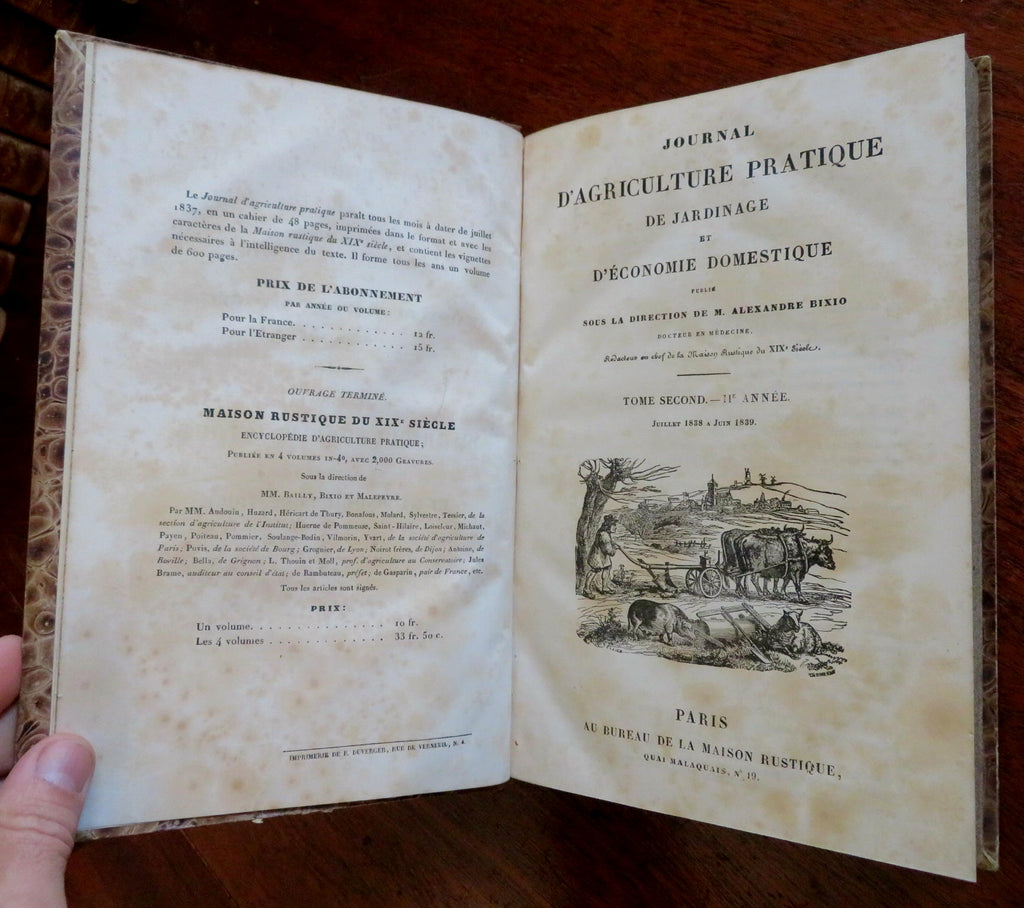 Le Journal d'agriculture pratique paraît tous les mois à dater de juillet
1837, en un cahier de 48 pages, imprimées dans le format et avec les
caractères de la Maison rustique du XIXe siècle, et contient les vignettes
nécessaires à l'intelligence du texte. Il forme tous les ans un volume
de 600 pages.
PRIX DE L'ABONNEMENT
PAR ANNÉE OU VOLUME:
Pour la France. . . . . . . . . . . . 12 fr.
Pour l'Etranger . . . . . . . . . . . 15 fr.
OUVRAGE TERMINÉ.
MAISON RUSTIQUE DU XIXe SIÈCLE
ENCYCLOPÉDIE D'AGRICULTURE PRATIQUE;
PUBLIÉE EN 4 VOLUMES IN-4o, AVEC 2,000 GRAVURES.
Sous la direction de
MM. BAILLY, BIXIO ET MALEPEYRE.
Par MM. Audouin, Huzard, Héricart de Thury, Bonafous, Molard, Sylvestre, Tessier, de la
section d'agriculture de l'Institut; Huerne de Pommeuse, Saint-Hilaire, Loiseleur, Michaut,
Payen, Poiteau, Pommier, Soulange-Bodin, Vilmorin, Yvart, de la société d'agriculture de
Paris; Puvis, de la société de Bourg; Grognier, de Lyon; Noirot frères, de Dijon; Antoine, de
Roville; Bella, de Grignon; L. Thouin et Moll, prof. d'agriculture au Conservatoire; Jules
Brame, auditeur au conseil d'état; de Rambuteau, préfet; de Gasparin, pair de France, etc.
Tous les articles sont signés.
PRIX:
Un volume. . . . . . . . . . . . . . 10 fr.
Les 4 volumes . . . . . . . . . . . . 33 fr. 50 c.
IMPRIMERIE DE E. DUVERGER, RUE DE VERNEUIL, N. 4.
JOURNAL
D'AGRICULTURE PRATIQUE
DE JARDINAGE
ET
D'ÉCONOMIE DOMESTIQUE
PUBLIÉ
SOUS LA DIRECTION DE M. ALEXANDRE BIXIO
DOCTEUR EN MÉDECINE,
Rédacteur en chef de la Maison Rustique du XIXe Siècle.
TOME SECOND.—IIe ANNÉE.
JUILLET 1838 A JUIN 1839.
PARIS
AU BUREAU DE LA MAISON RUSTIQUE,
QUAI MALAQUAIS, No 19.